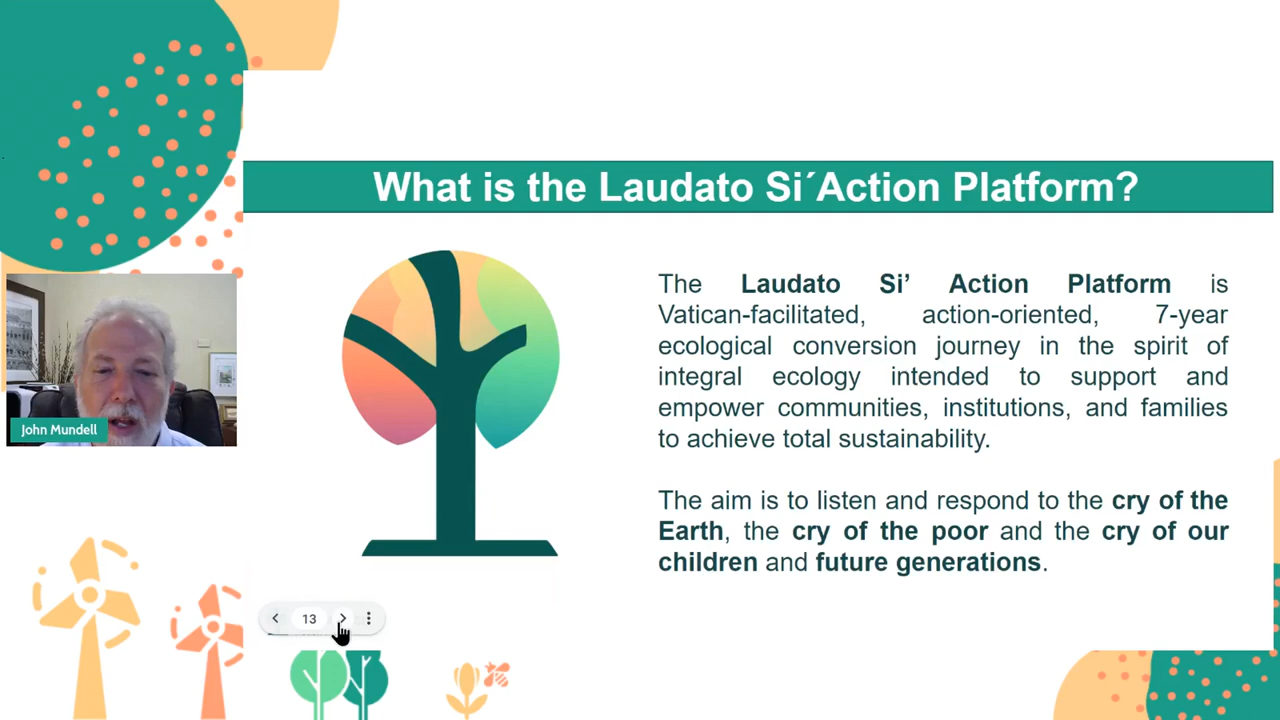 What is the Laudato Si´Action Platform?
The Laudato Si’ Action Platform is
Vatican-facilitated, action-oriented, 7-year
ecological conversion journey in the spirit of
integral ecology intended to support and
empower communities, institutions, and families
to achieve total sustainability.
The aim is to listen and respond to the cry of the
Earth, the cry of the poor and the cry of our
children and future generations.
John Mundell
13